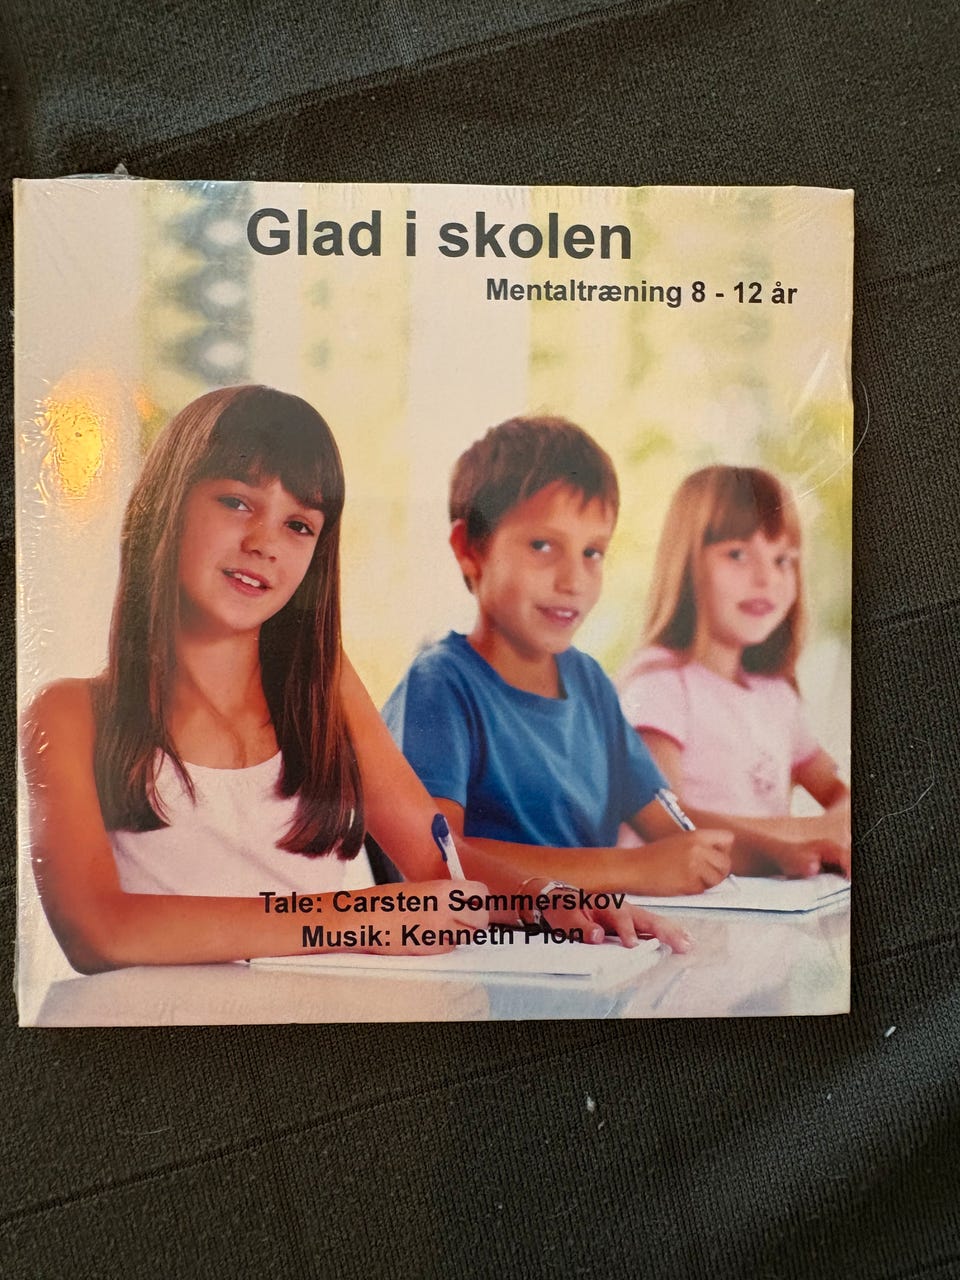 Glad i skolen
Mentaltræning 8 - 12 år
Tale: Carsten Sommerskov
Musik: Kenneth Plon